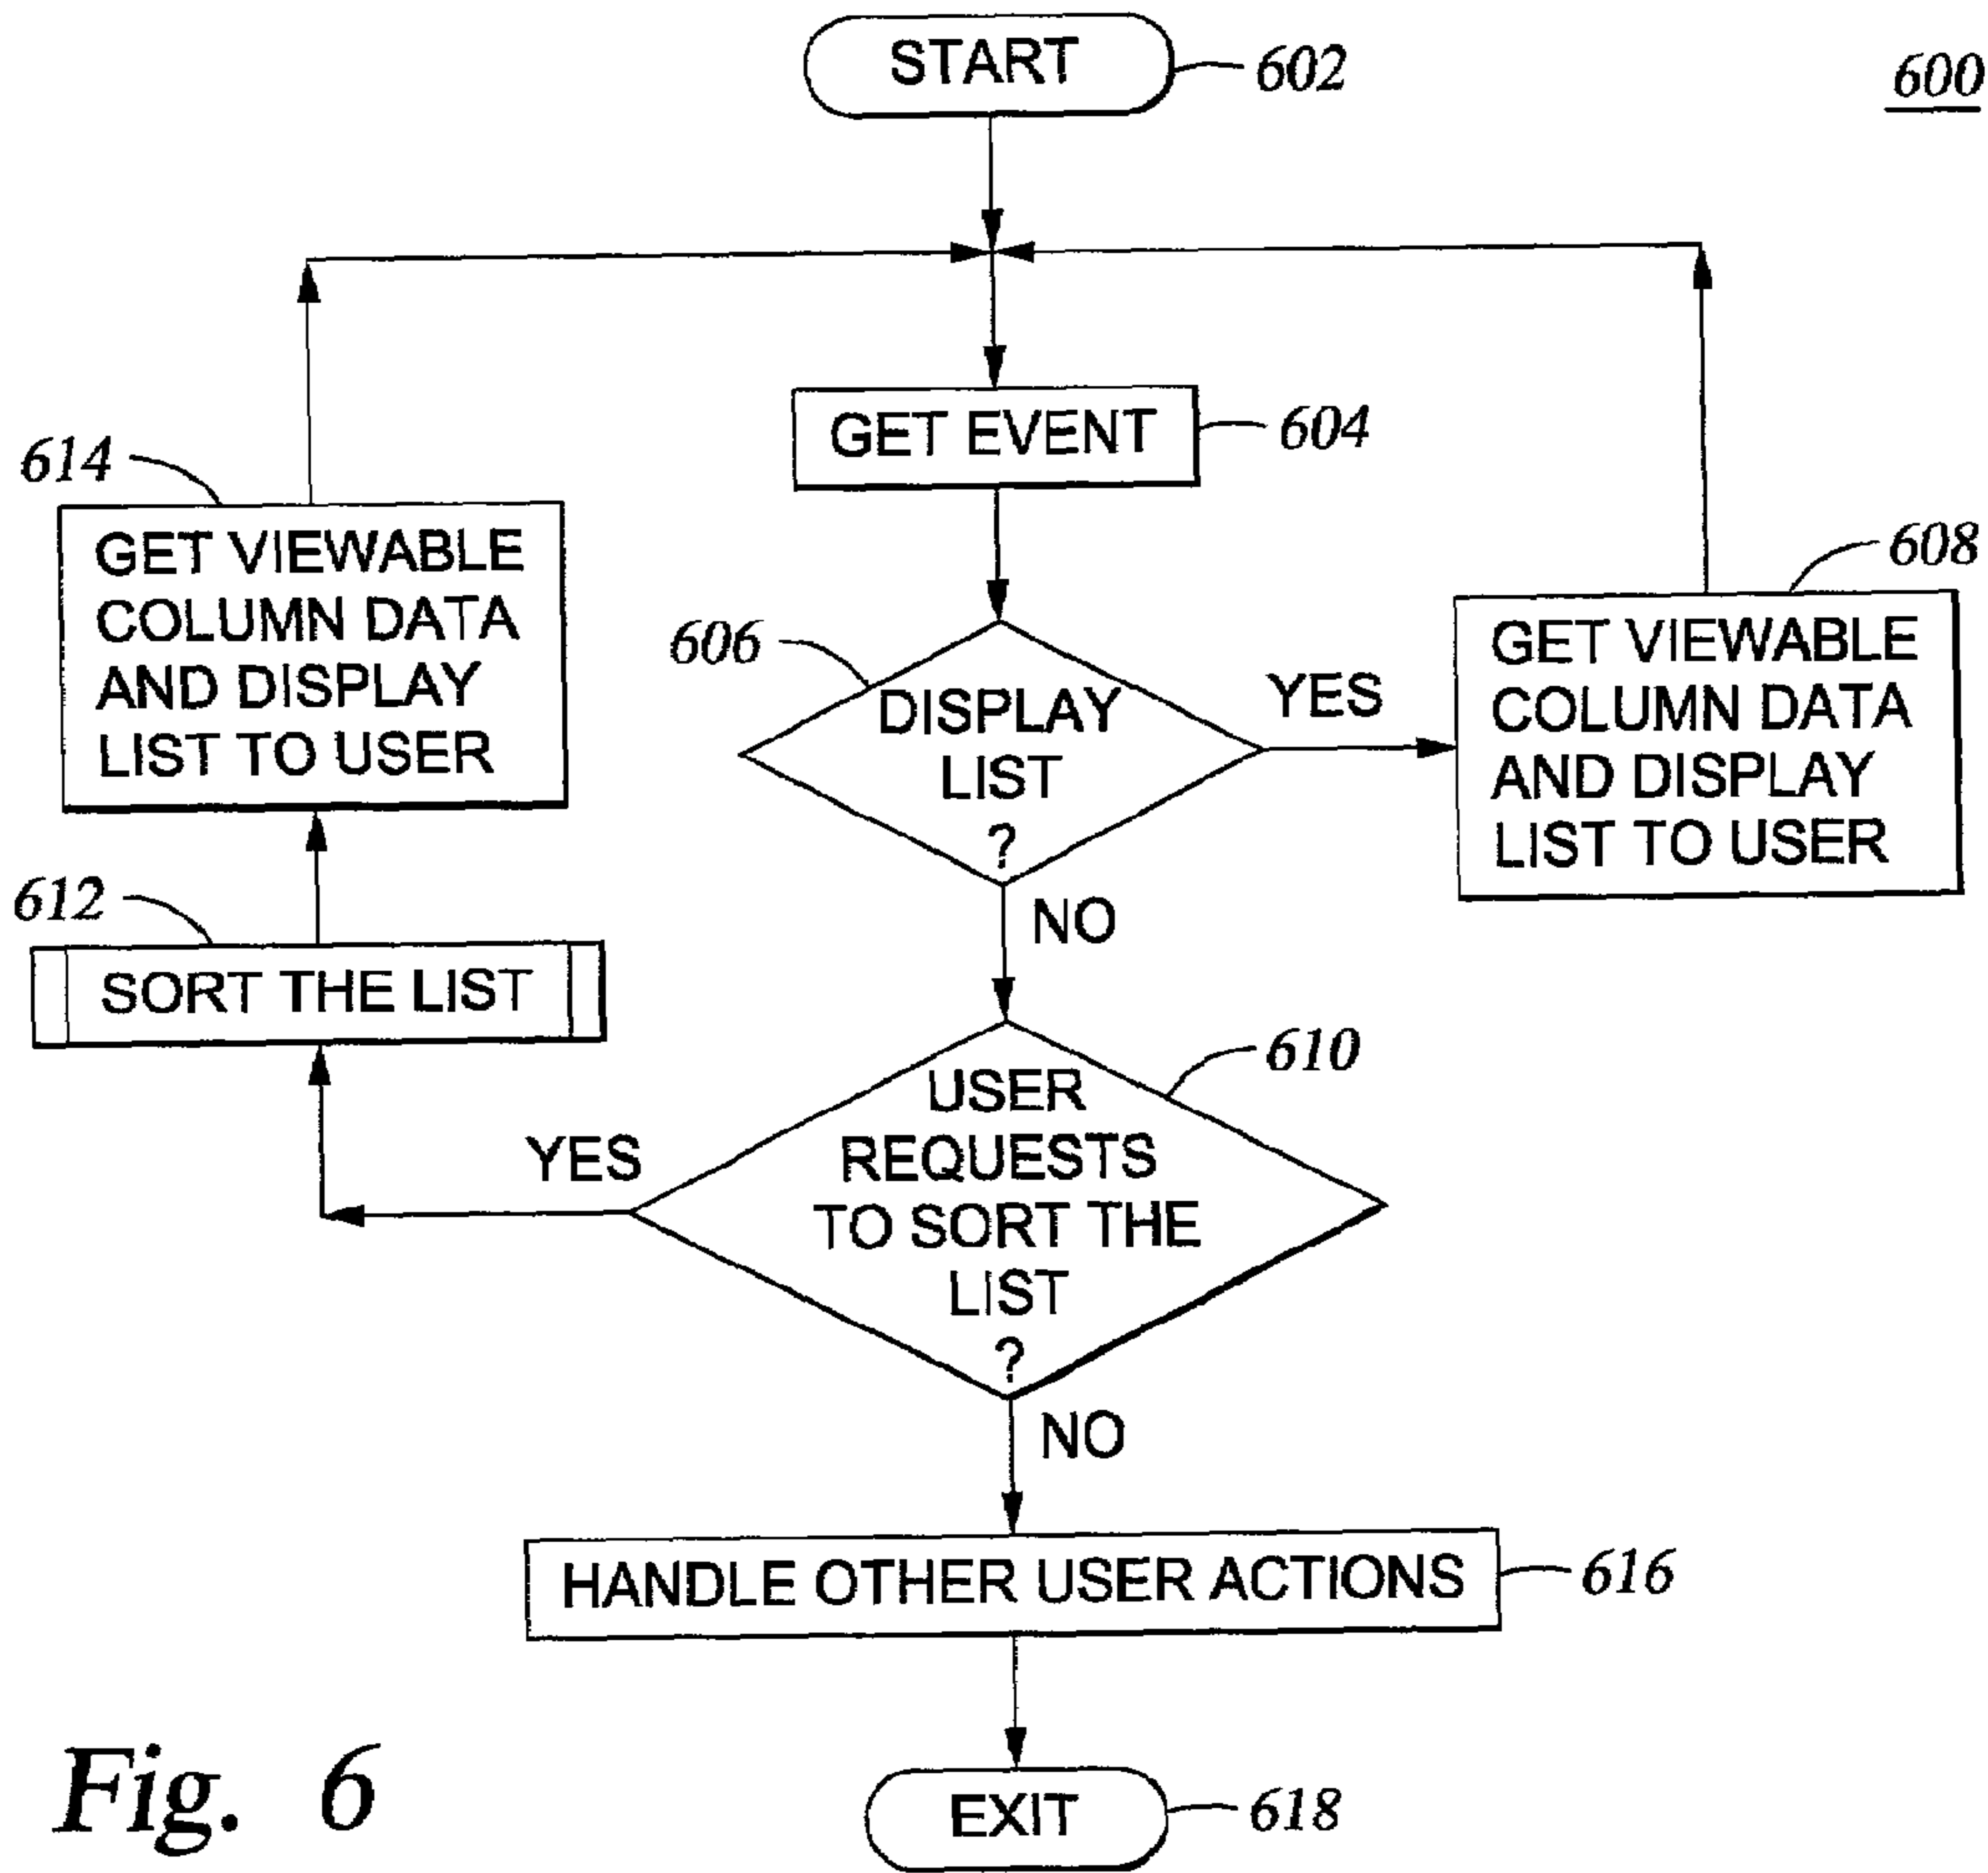 START
602
600
GET EVENT
604
614
GET VIEWABLE
COLUMN DATA
AND DISPLAY
LIST TO USER
608
GET VIEWABLE
COLUMN DATA
AND DISPLAY
LIST TO USER
606
DISPLAY
LIST
?
YES
NO
612
SORT THE LIST
610
USER
REQUESTS
TO SORT THE
LIST
?
YES
NO
HANDLE OTHER USER ACTIONS
616
EXIT
618
Fig. 6